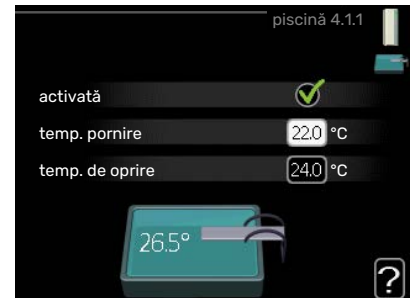 piscină 4.1.1
activată
temp. pornire 22.0 °C
temp. de oprire 24.0 °C
26.5°
?